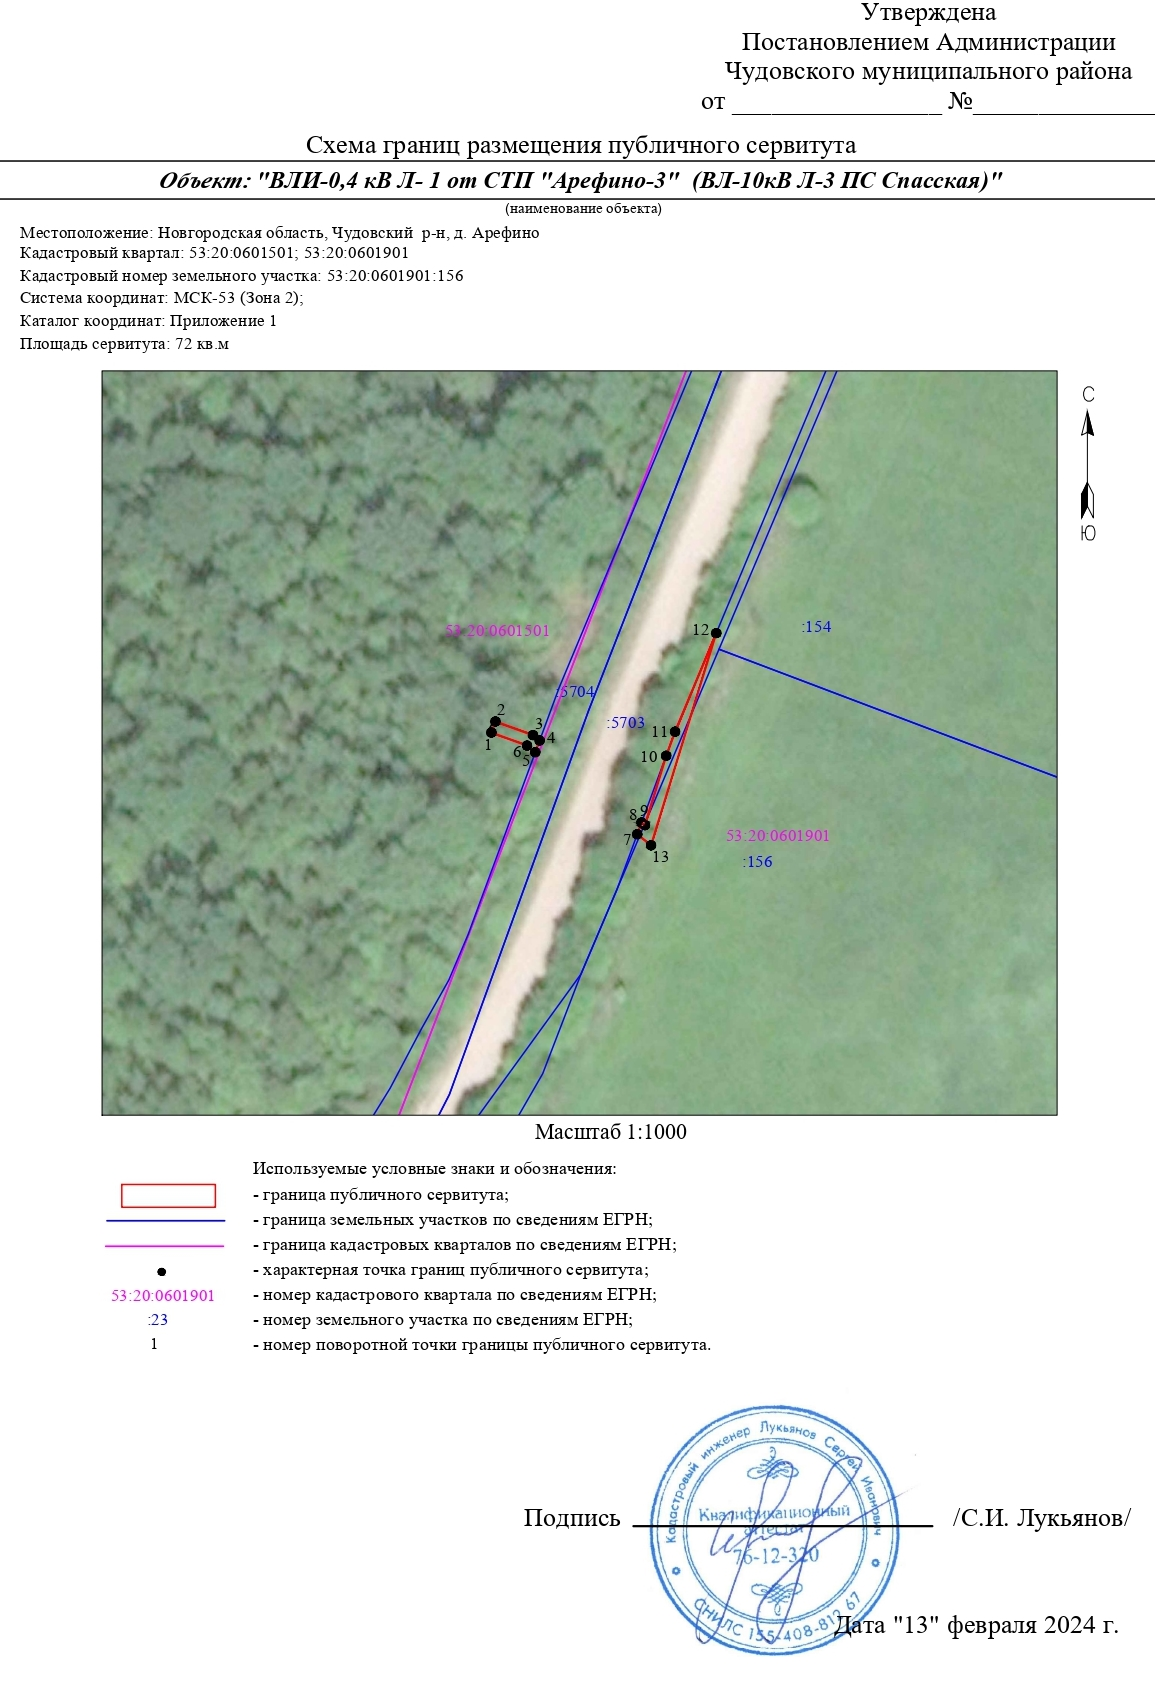 Утверждена
Постановлением Администрации
Чудовского муниципального района
от ________________ №______________
Схема границ размещения публичного сервитута
Объект: "ВЛИ-0,4 кВ Л- 1 от СТП "Арефино-3" (ВЛ-10кВ Л-3 ПС Спасская)"
(наименование объекта)
Местоположение: Новгородская область, Чудовский р-н, д. Арефино
Кадастровый квартал: 53:20:0601501; 53:20:0601901
Кадастровый номер земельного участка: 53:20:0601901:156
Система координат: МСК-53 (Зона 2);
Каталог координат: Приложение 1
Площадь сервитута: 72 кв.м
С
Ю
53:20:0601501
12
:154
:5704
2
:5703
3
11
4
1
6
5
10
9
8
7
53:20:0601901
13
:156
Масштаб 1:1000
Используемые условные знаки и обозначения:
- граница публичного сервитута;
- граница земельных участков по сведениям ЕГРН;
- граница кадастровых кварталов по сведениям ЕГРН;
- характерная точка границ публичного сервитута;
53:20:0601901 - номер кадастрового квартала по сведениям ЕГРН;
:23 - номер земельного участка по сведениям ЕГРН;
1 - номер поворотной точки границы публичного сервитута.
Кадастровый инженер Лукьянов Сергей Иванович
Квалификационный
аттестат
76-12-320
СНИЛС 155-408-812 67
Подпись /С.И. Лукьянов/
Дата "13" февраля 2024 г.